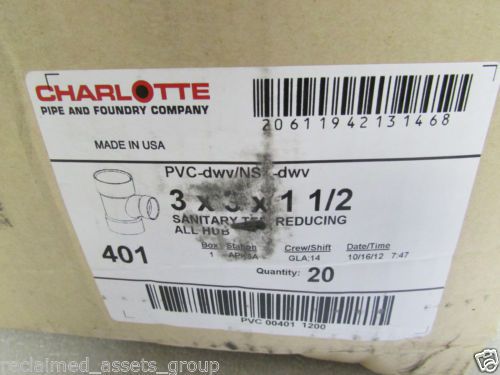 CHARLOTTE
PIPE AND FOUNDRY COMPANY
20611942131468
MADE IN USA
PVC-dwv/NS -dwv
3 x 3 x 1 1/2
SANITARY REDUCING
ALL HUB
401
Box Station Crew/Shift Date/Time
1 GLA:14 10/16/12 7:47
Quantity: 20
PVC 00401 1200
reclaimed_assets_group